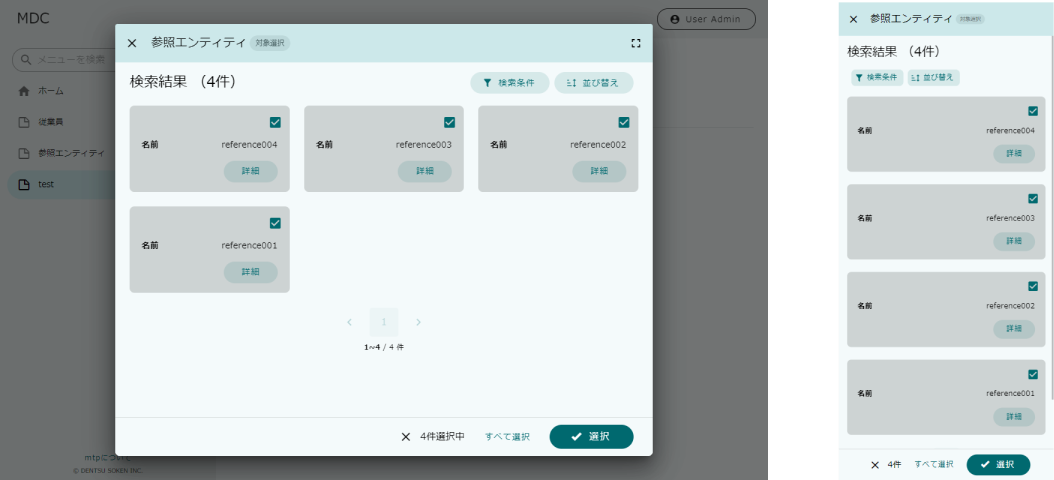 MDC
User Admin
メニューを検索
ホーム
従業員
参照エンティティ
test
mtpについて
© DENTSU SOKEN INC.
参照エンティティ 対象選択
検索結果 (4件)
検索条件 並び替え
名前 reference004
詳細
名前 reference003
詳細
名前 reference002
詳細
名前 reference001
詳細
1
1~4 / 4 件
4件選択中 すべて選択 選択
参照エンティティ 対象選択
検索結果 (4件)
検索条件 並び替え
名前 reference004
詳細
名前 reference003
詳細
名前 reference002
詳細
名前 reference001
詳細
4件 すべて選択 選択